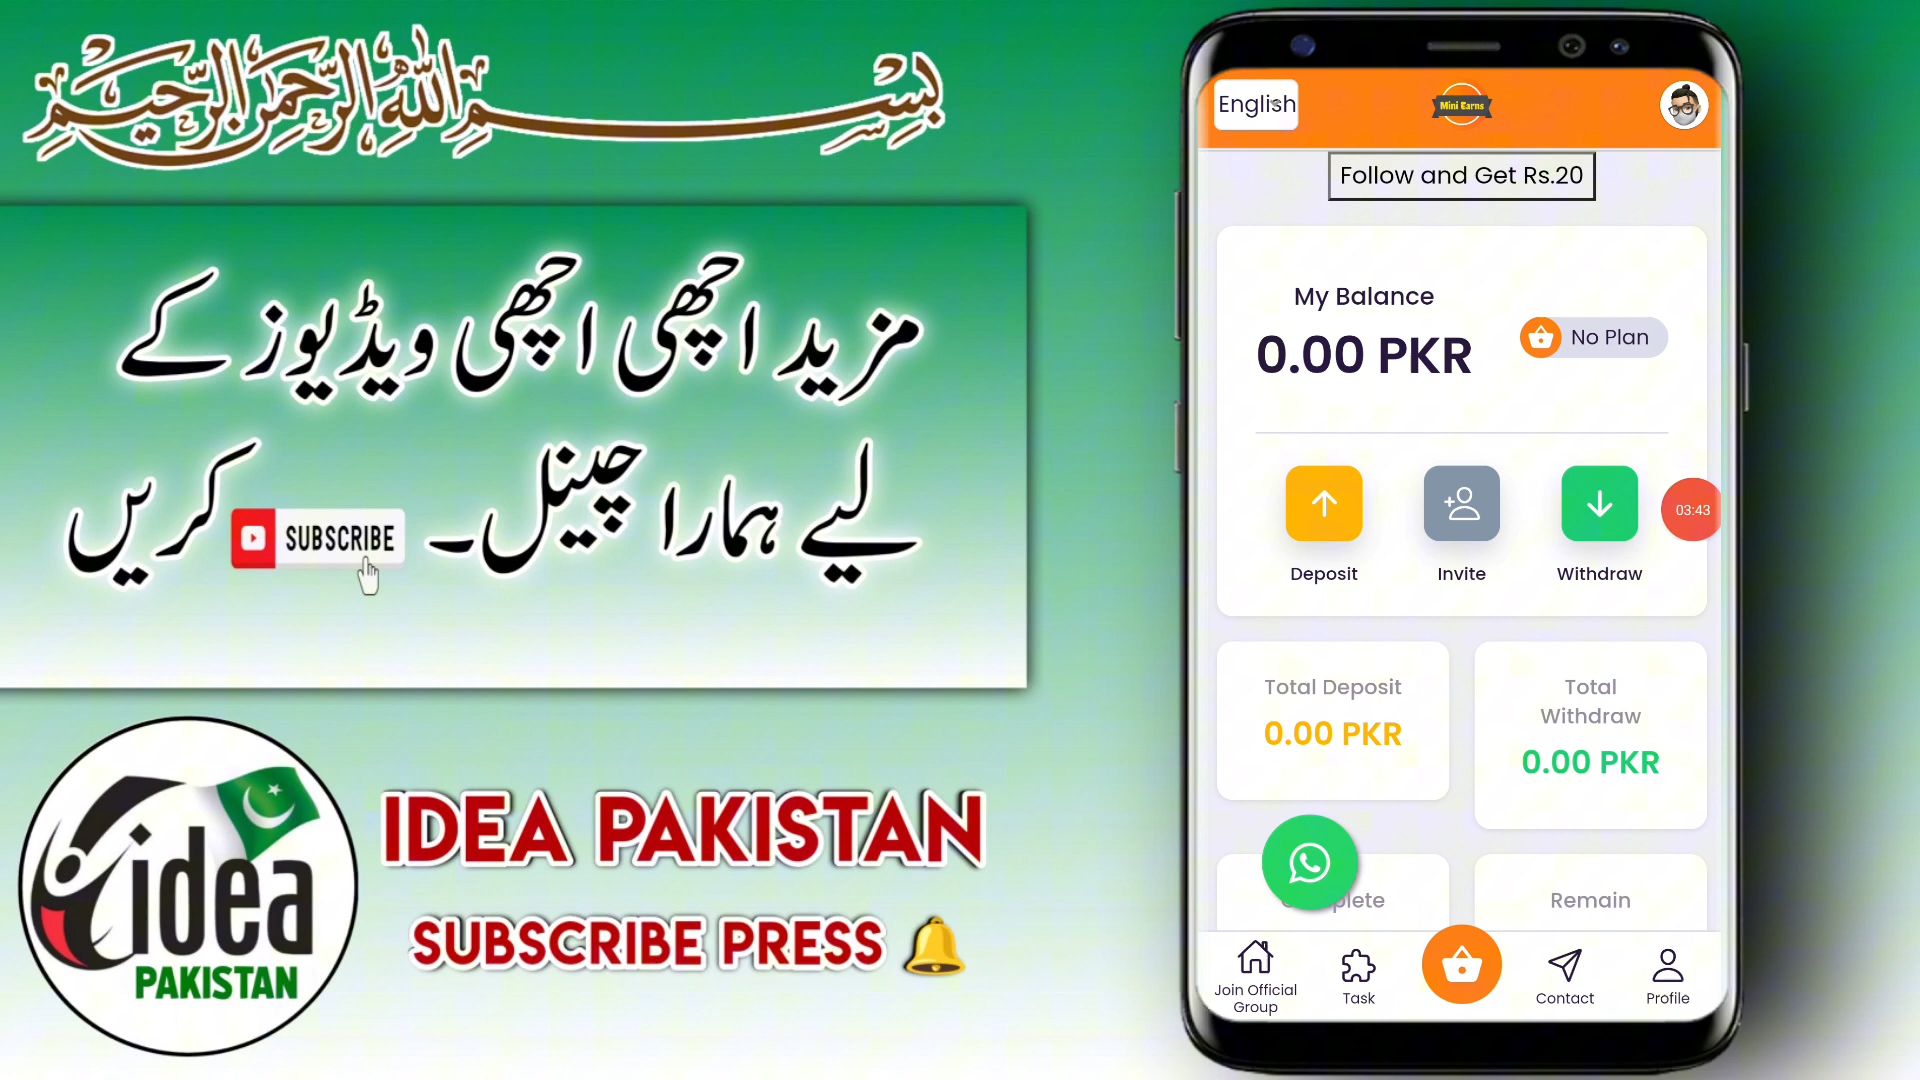 بِسْمِ اللهِ الرَّحْمٰنِ الرَّحِيْمِ
مزید اچھی اچھی ویڈیوز کے
لیے ہمارا چینل۔ SUBSCRIBE کریں
idea
PAKISTAN
IDEA PAKISTAN
SUBSCRIBE PRESS
English
Mini Earns
Follow and Get Rs.20
My Balance
0.00 PKR
No Plan
Deposit
Invite
Withdraw
03:43
Total Deposit
0.00 PKR
Total
Withdraw
0.00 PKR
Remain
Join Official
Group
Task
Contact
Profile